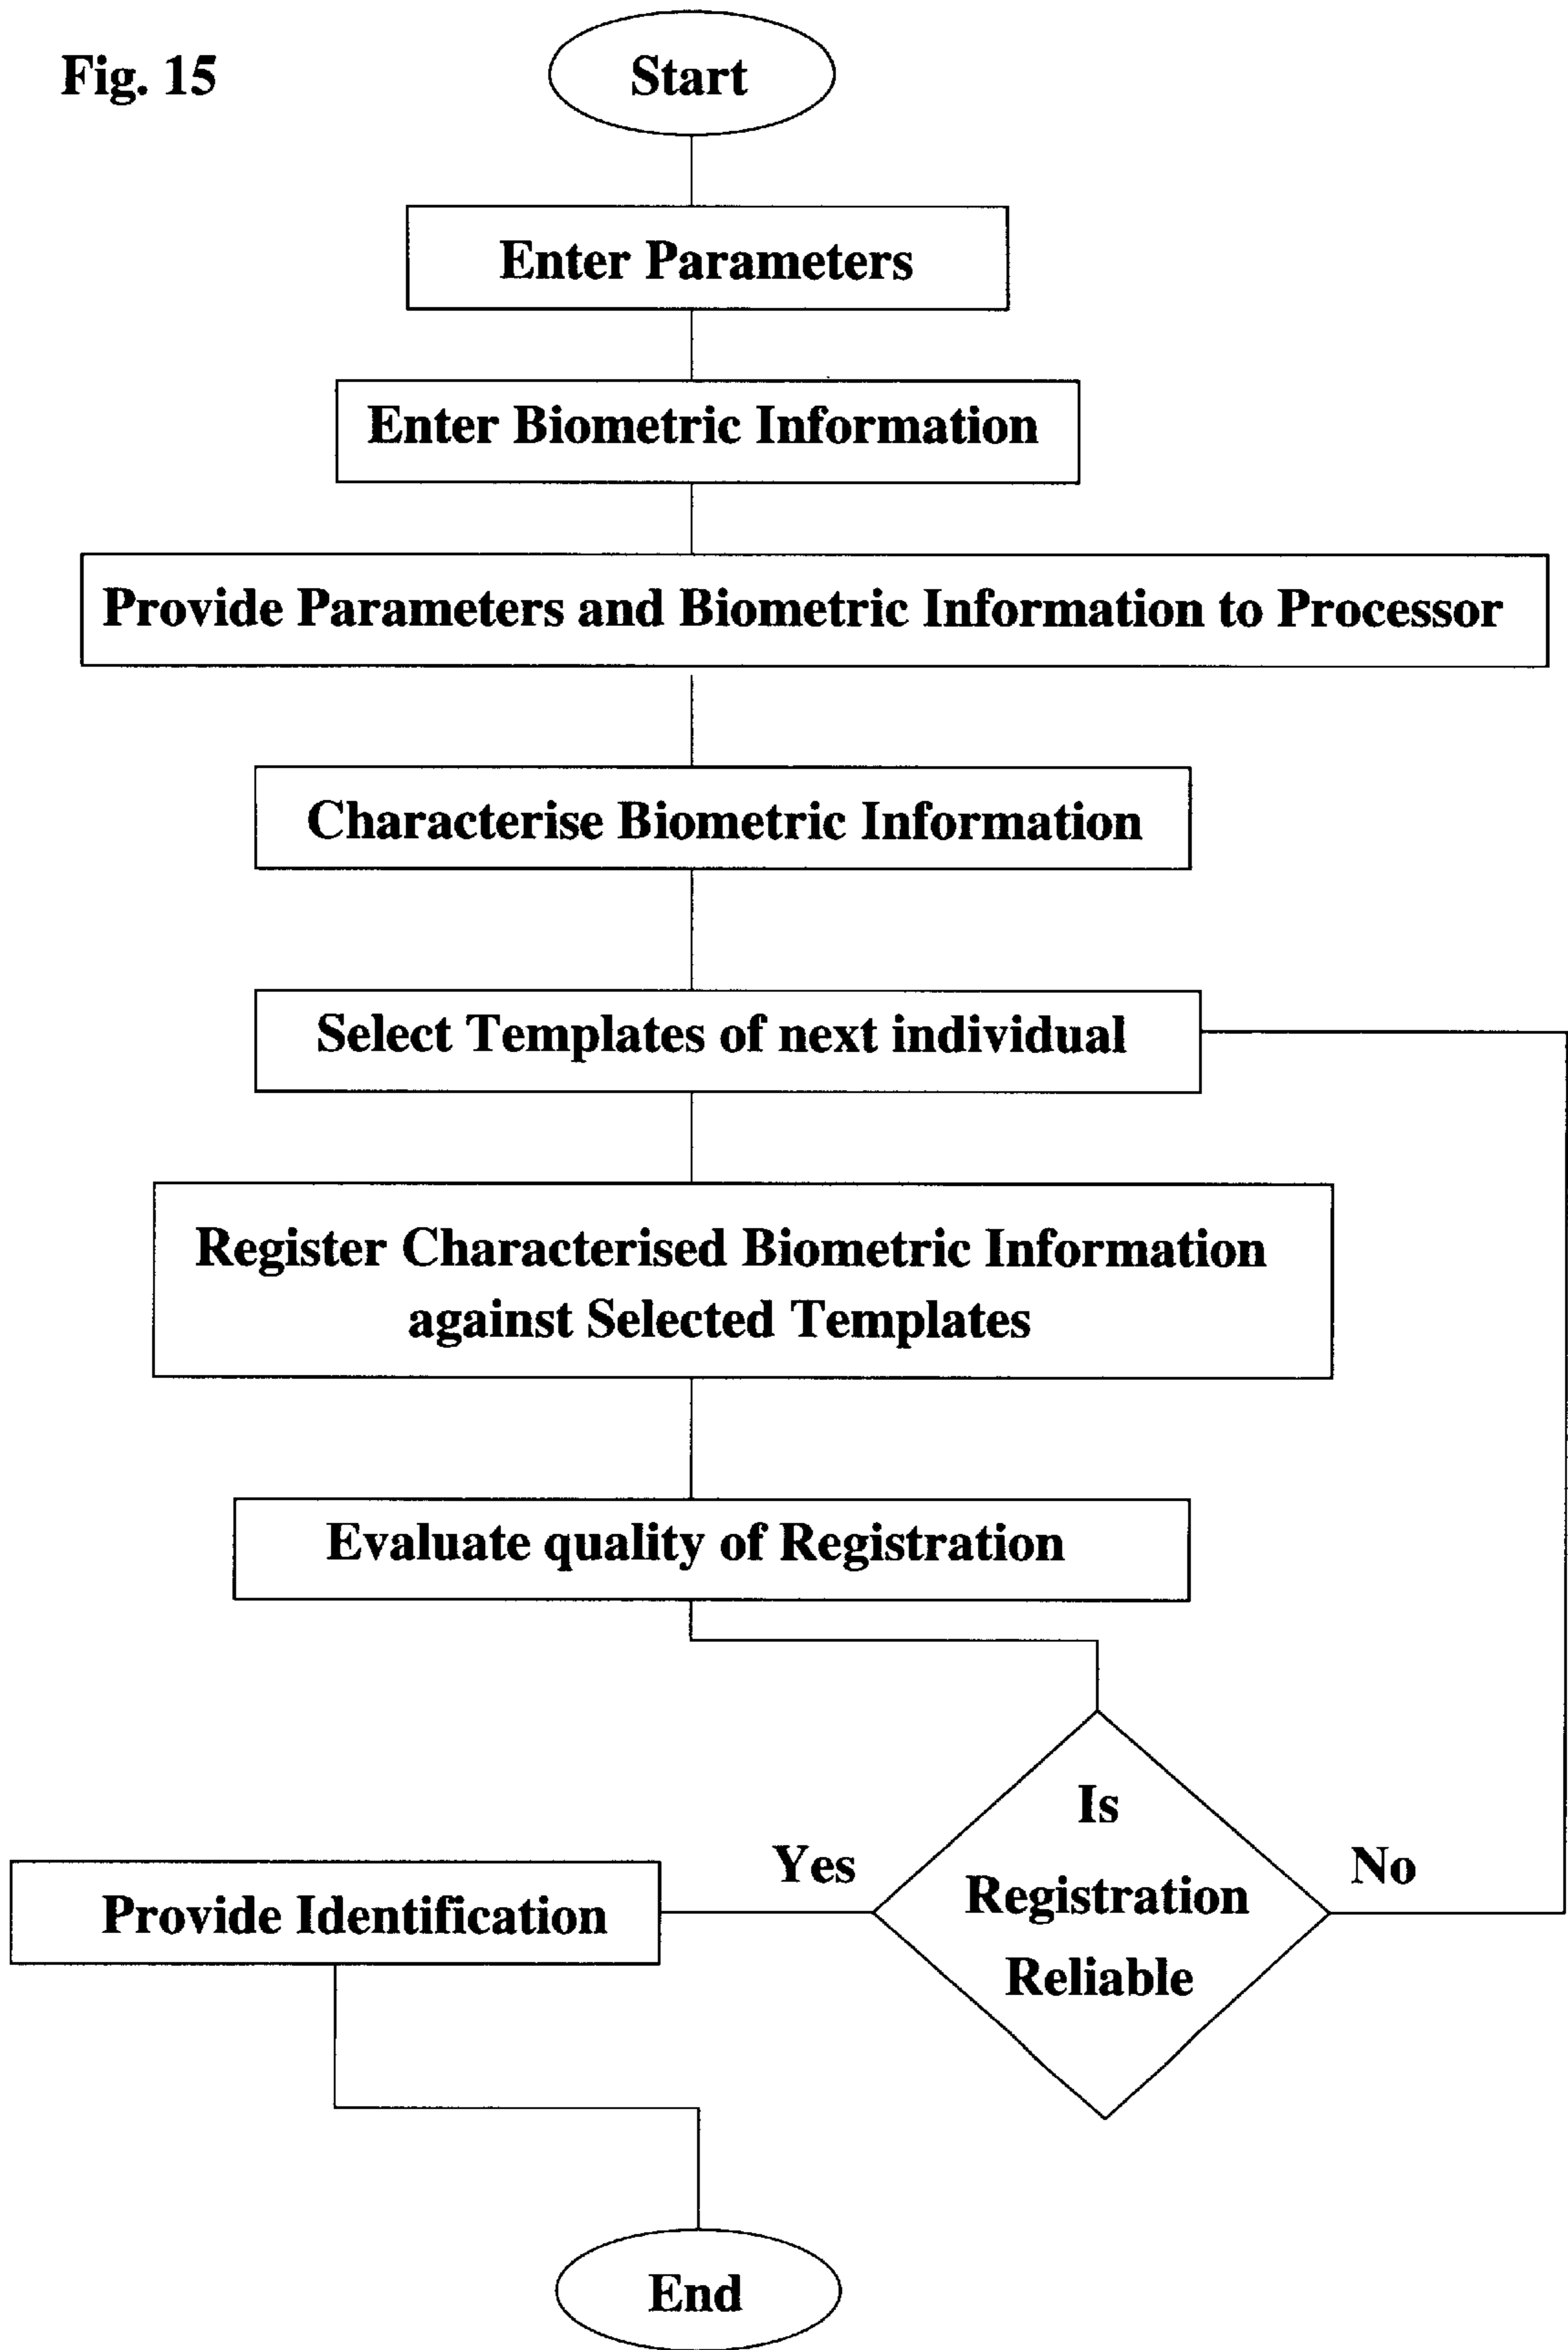 Fig. 15
Start
Enter Parameters
Enter Biometric Information
Provide Parameters and Biometric Information to Processor
Characterise Biometric Information
Select Templates of next individual
Register Characterised Biometric Information
against Selected Templates
Evaluate quality of Registration
Is
Registration
Reliable
Yes
No
Provide Identification
End